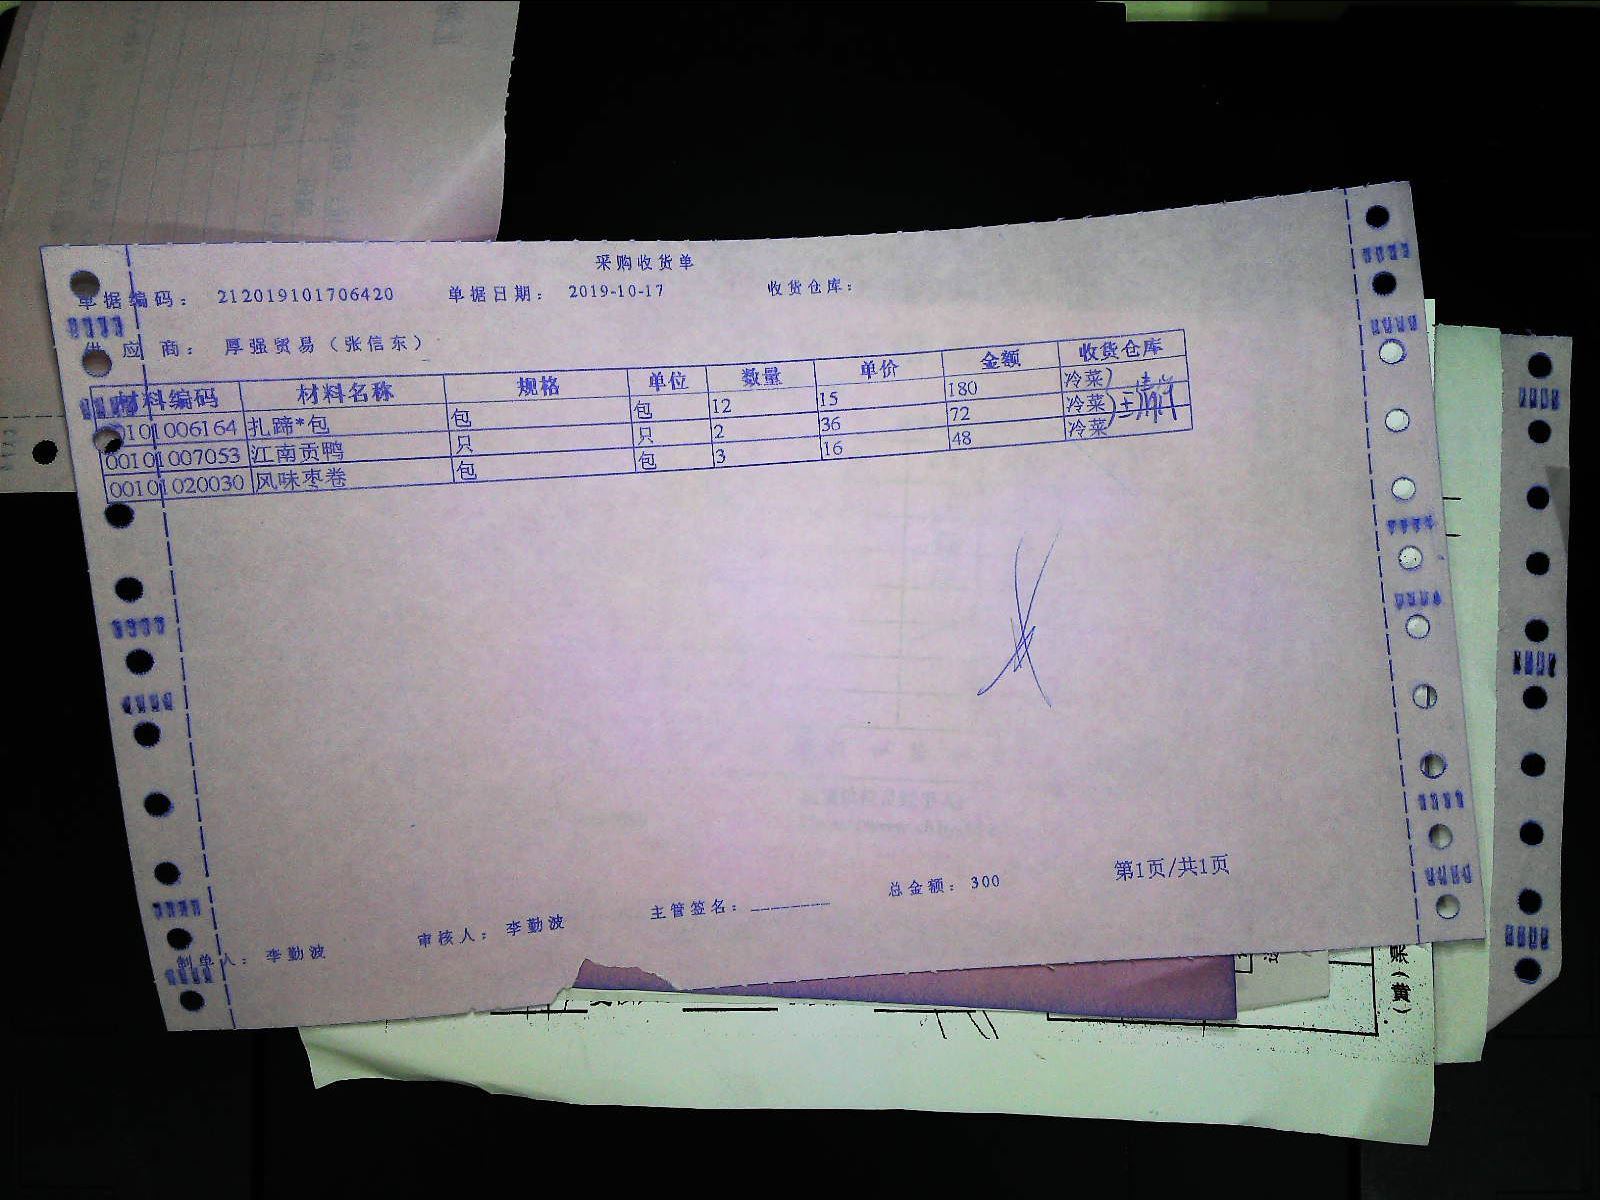 采购收货单
单据编码： 212019101706420 单据日期： 2019-10-17 收货仓库：
供应商： 厚强贸易（张信东）
材料编码 材料名称 规格 单位 数量 单价 金额 收货仓库
00101006164 扎蹄*包 包 包 12 15 180 冷菜
00101007053 江南贡鸭 只 只 2 36 72 冷菜
00101020030 风味枣卷 包 包 3 16 48 冷菜
制单人： 李勤波 审核人： 李勤波 主管签名： ________ 总金额： 300 第1页/共1页
账(黄)